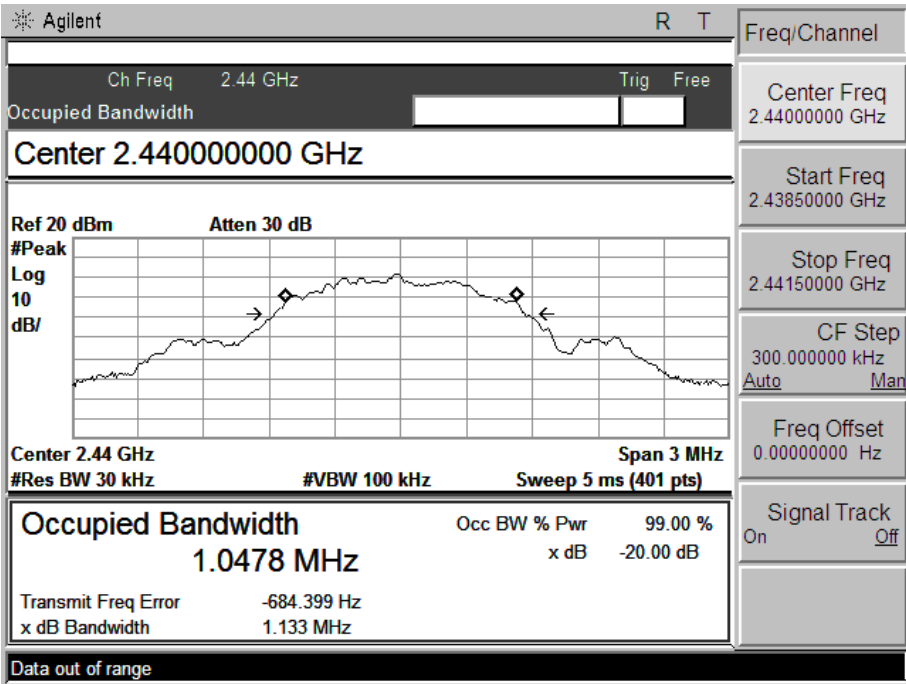 Agilent R T
Ch Freq 2.44 GHz Trig Free
Occupied Bandwidth
Center 2.440000000 GHz
Ref 20 dBm Atten 30 dB
#Peak
Log
10
dB/
Center 2.44 GHz Span 3 MHz
#Res BW 30 kHz #VBW 100 kHz Sweep 5 ms (401 pts)
Occupied Bandwidth Occ BW % Pwr 99.00 %
1.0478 MHz x dB -20.00 dB
Transmit Freq Error -684.399 Hz
x dB Bandwidth 1.133 MHz
Data out of range
Freq/Channel
Center Freq
2.44000000 GHz
Start Freq
2.43850000 GHz
Stop Freq
2.44150000 GHz
CF Step
300.000000 kHz
Auto Man
Freq Offset
0.00000000 Hz
Signal Track
On Off